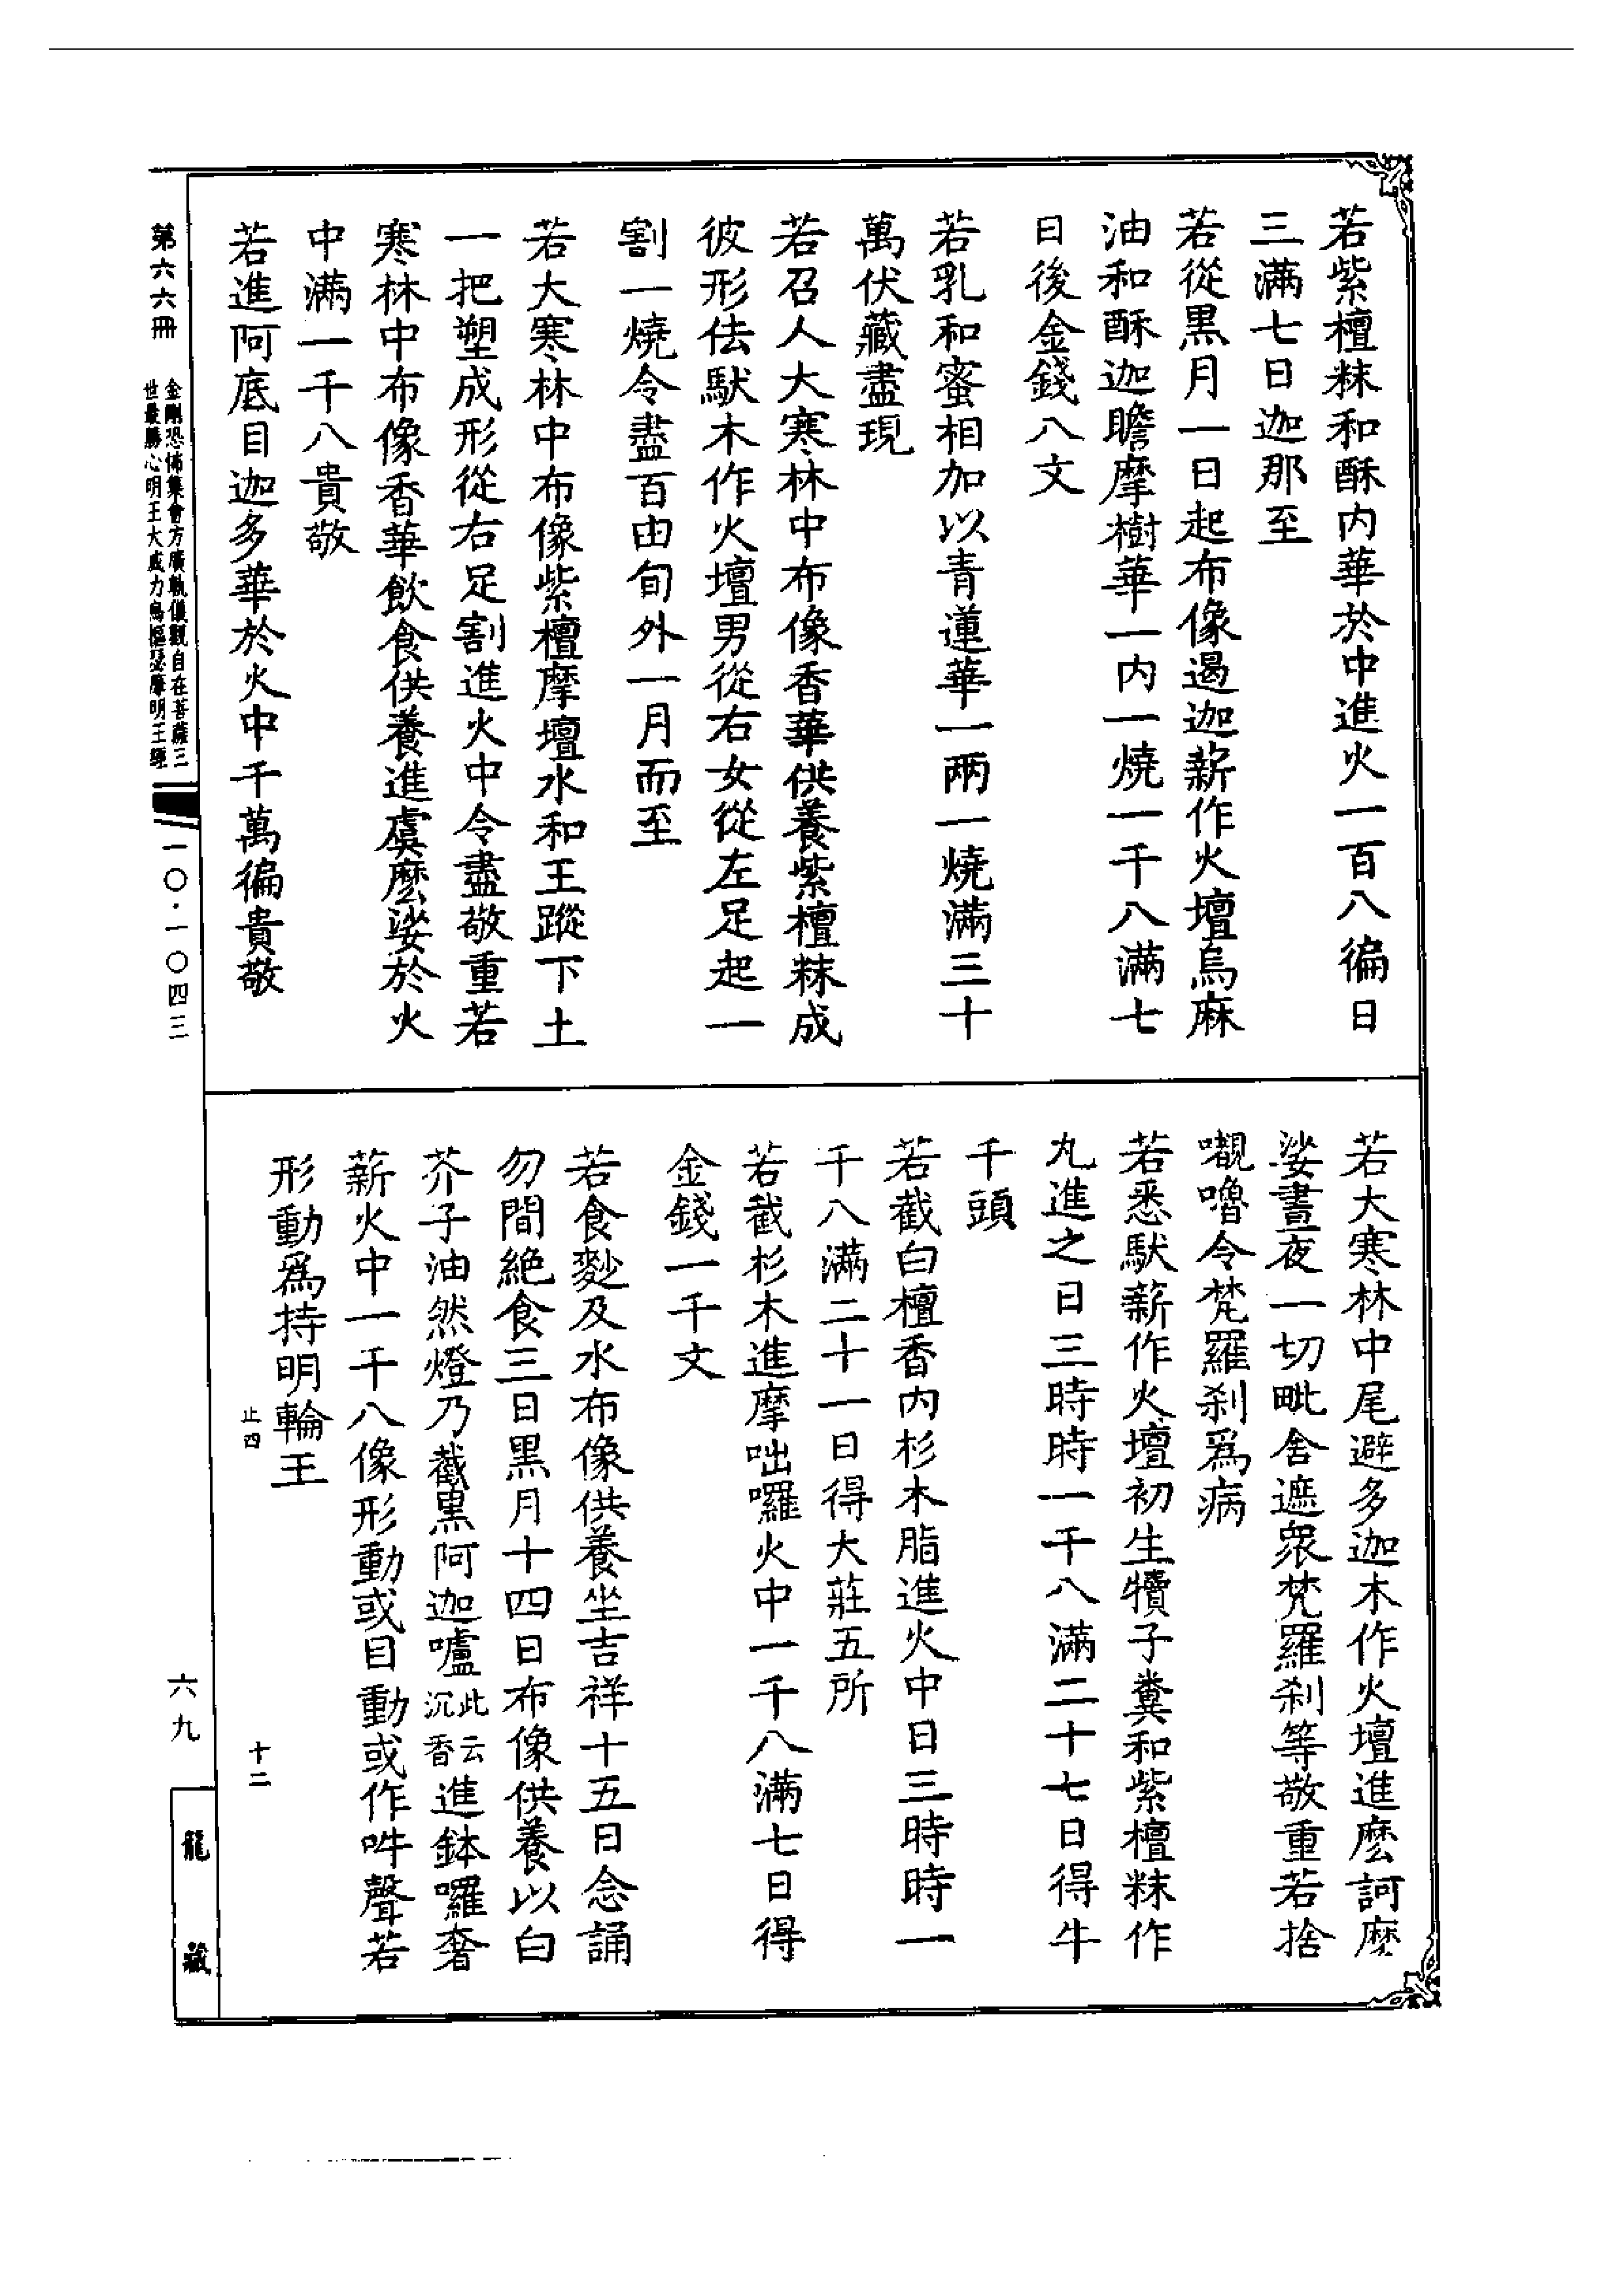 若紫檀粖和酥内華於中進火一百八徧日
三滿七日迦那至
若從黒月一日起布像遏迦薪作火壇烏麻
油和酥迦瞻摩樹華一内一燒一千八滿七
日後金錢八文
若乳和蜜相加以青蓮華一兩一燒滿三十
萬伏藏盡現
若召人大寒林中布像香華供養紫檀粖成
彼形佉馱木作火壇男從右女從左足起一
割一燒令盡百由旬外一月而至
若大寒林中布像紫檀摩壇水和王蹤下土
一把塑成形從右足割進火中令盡敬重若
寒林中布像香華飲食供養進虞麽娑於火
中滿一千八貴敬
若進阿底目迦多華於火中千萬徧貴敬
若大寒林中尾避多迦木作火壇進麽訶麽
娑晝夜一切毗舍遮衆梵羅刹等敬重若捨
嚫嚕令梵羅刹爲病
若悉馱薪作火壇初生犢子糞和紫檀粖作
丸進之日三時時一千八滿二十七日得牛
千頭
若截白檀香内杉木脂進火中日三時時一
千八滿二十一日得大莊五所
若截杉木進摩咄囉火中一千八滿七日得
金錢一千文
若食麨及水布像供養坐吉祥十五日念誦
勿間絶食三日黒月十四日布像供養以白
芥子油然燈乃截黒阿迦嚧此云沉香進鉢囉奢
薪火中一千八像形動或目動或作吽聲若
形動爲持明輪王
止四
十二
第六六冊
金剛恐怖集會方廣軌儀觀自在菩薩三
世最勝心明王大威力烏樞瑟摩明王經
一〇·一〇四三
六九
龍藏